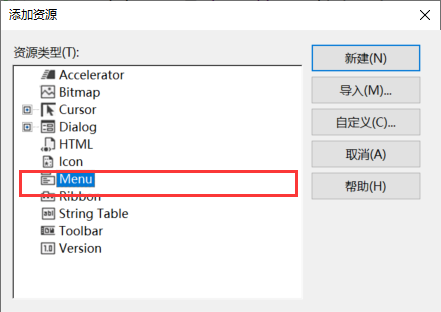 添加资源
资源类型(T):
Accelerator
Bitmap
Cursor
Dialog
HTML
Icon
Menu
Ribbon
String Table
Toolbar
Version
新建(N)
导入(M)...
自定义(C)...
取消(A)
帮助(H)